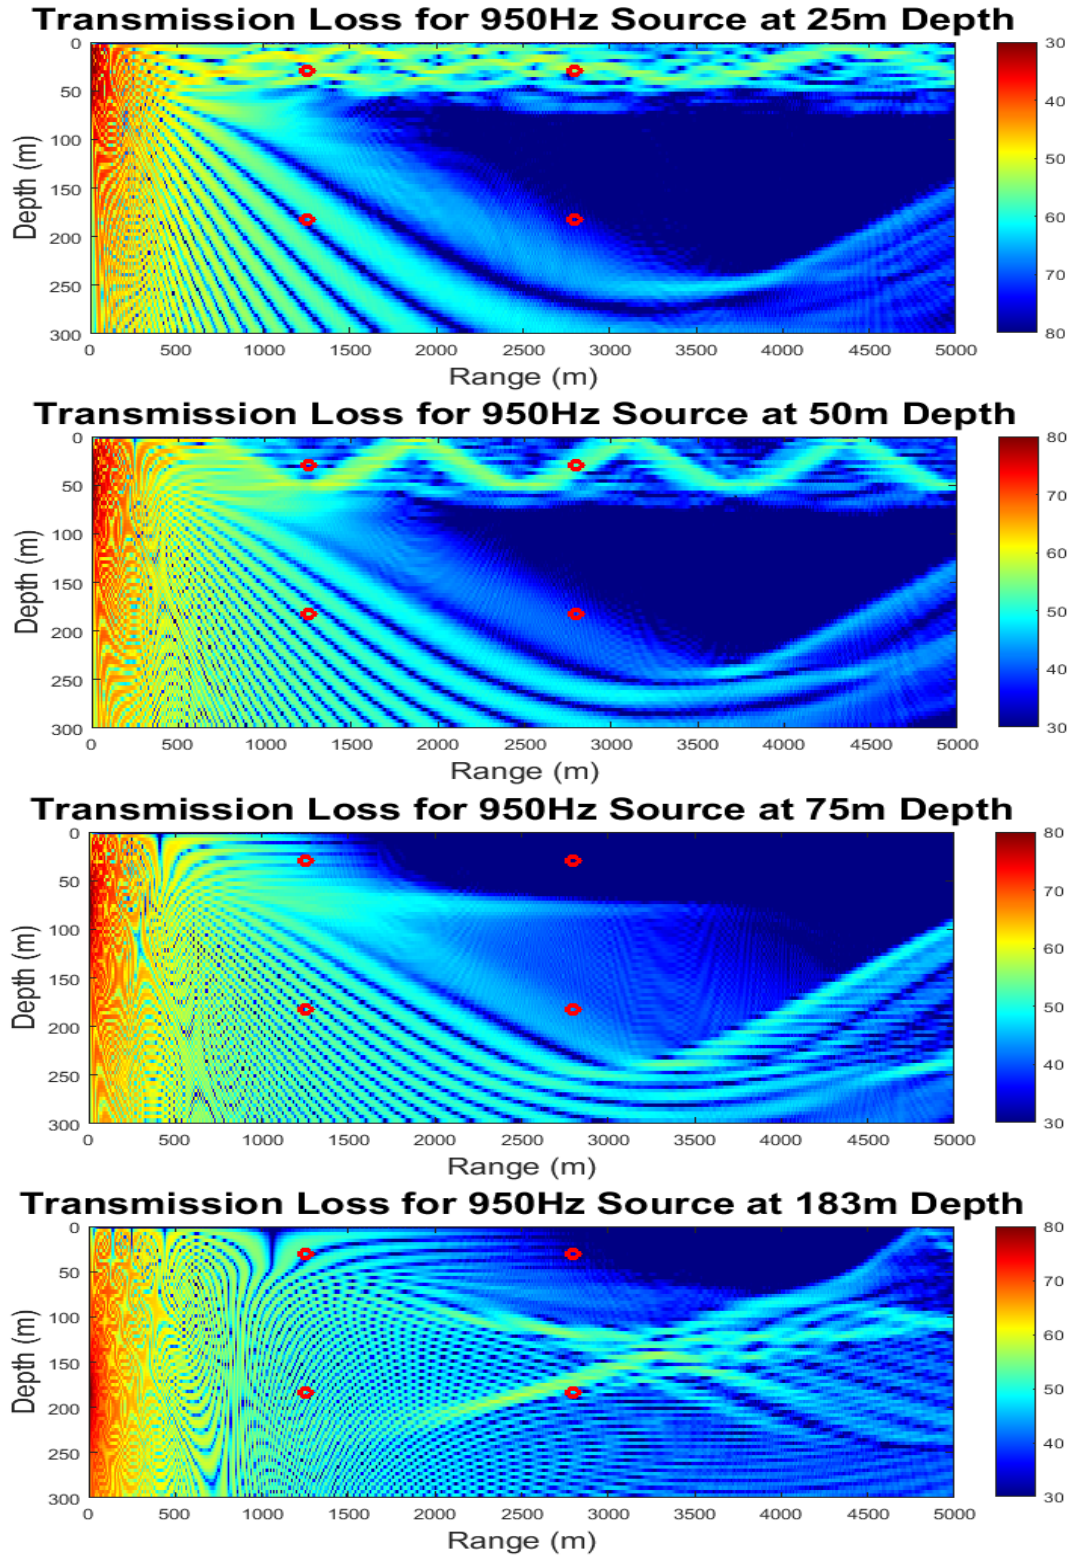 Transmission Loss for 950Hz Source at 25m Depth
0 50 100 150 200 250 300
Depth (m)
0 500 1000 1500 2000 2500 3000 3500 4000 4500 5000
Range (m)
30 40 50 60 70 80
Transmission Loss for 950Hz Source at 50m Depth
0 50 100 150 200 250 300
Depth (m)
0 500 1000 1500 2000 2500 3000 3500 4000 4500 5000
Range (m)
80 70 60 50 40 30
Transmission Loss for 950Hz Source at 75m Depth
0 50 100 150 200 250 300
Depth (m)
0 500 1000 1500 2000 2500 3000 3500 4000 4500 5000
Range (m)
80 70 60 50 40 30
Transmission Loss for 950Hz Source at 183m Depth
0 50 100 150 200 250 300
Depth (m)
0 500 1000 1500 2000 2500 3000 3500 4000 4500 5000
Range (m)
80 70 60 50 40 30